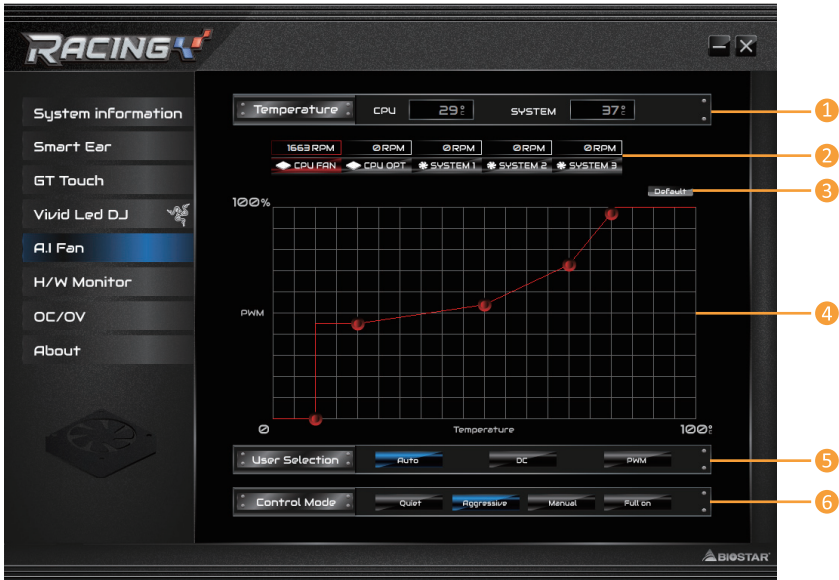 RACING
System information
Smart Ear
GT Touch
Vivid Led DJ
A.I Fan
H/W Monitor
OC/OV
About
Temperature CPU 29°C SYSTEM 37°C 1
1663 RPM 0 RPM 0 RPM 0 RPM 0 RPM
CPU FAN CPU OPT SYSTEM 1 SYSTEM 2 SYSTEM 3 2
Default 3
100%
PWM 4
0 Temperature 100°C
User Selection Auto DC PWM 5
Control Mode Quiet Aggressive Manual Full on 6
BIOSTAR